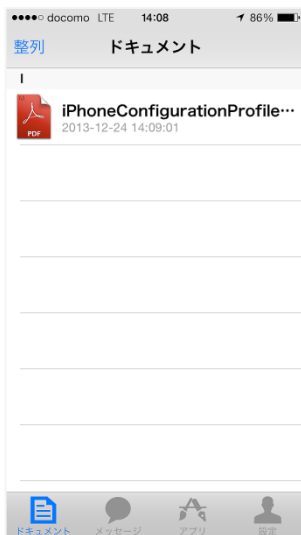 docomo LTE 14:08 86%
整列 ドキュメント
I
PDF
iPhoneConfigurationProfile…
2013-12-24 14:09:01
ドキュメント メッセージ アプリ 設定